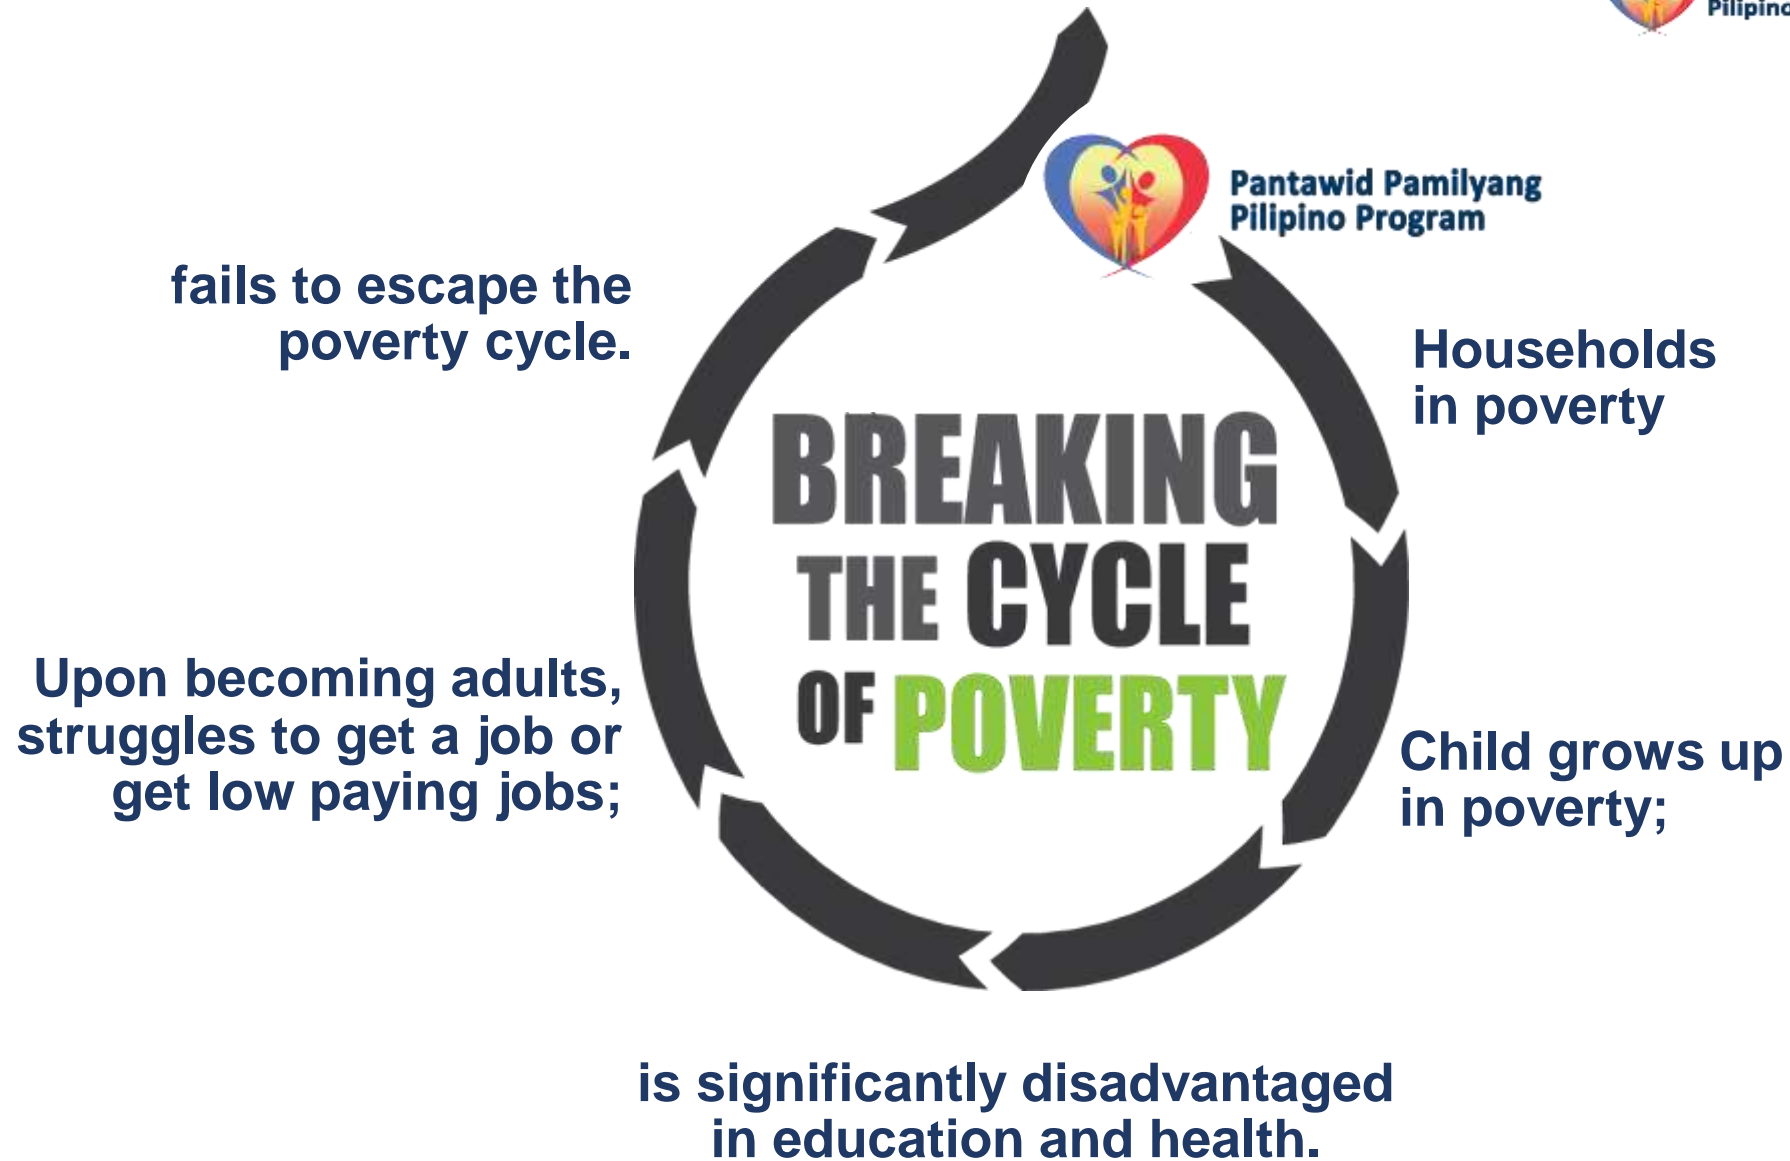 Pilipino
Pantawid Pamilyang
Pilipino Program
Households
in poverty
Child grows up
in poverty;
is significantly disadvantaged
in education and health.
Upon becoming adults,
struggles to get a job or
get low paying jobs;
fails to escape the
poverty cycle.
BREAKING
THE CYCLE
OF POVERTY